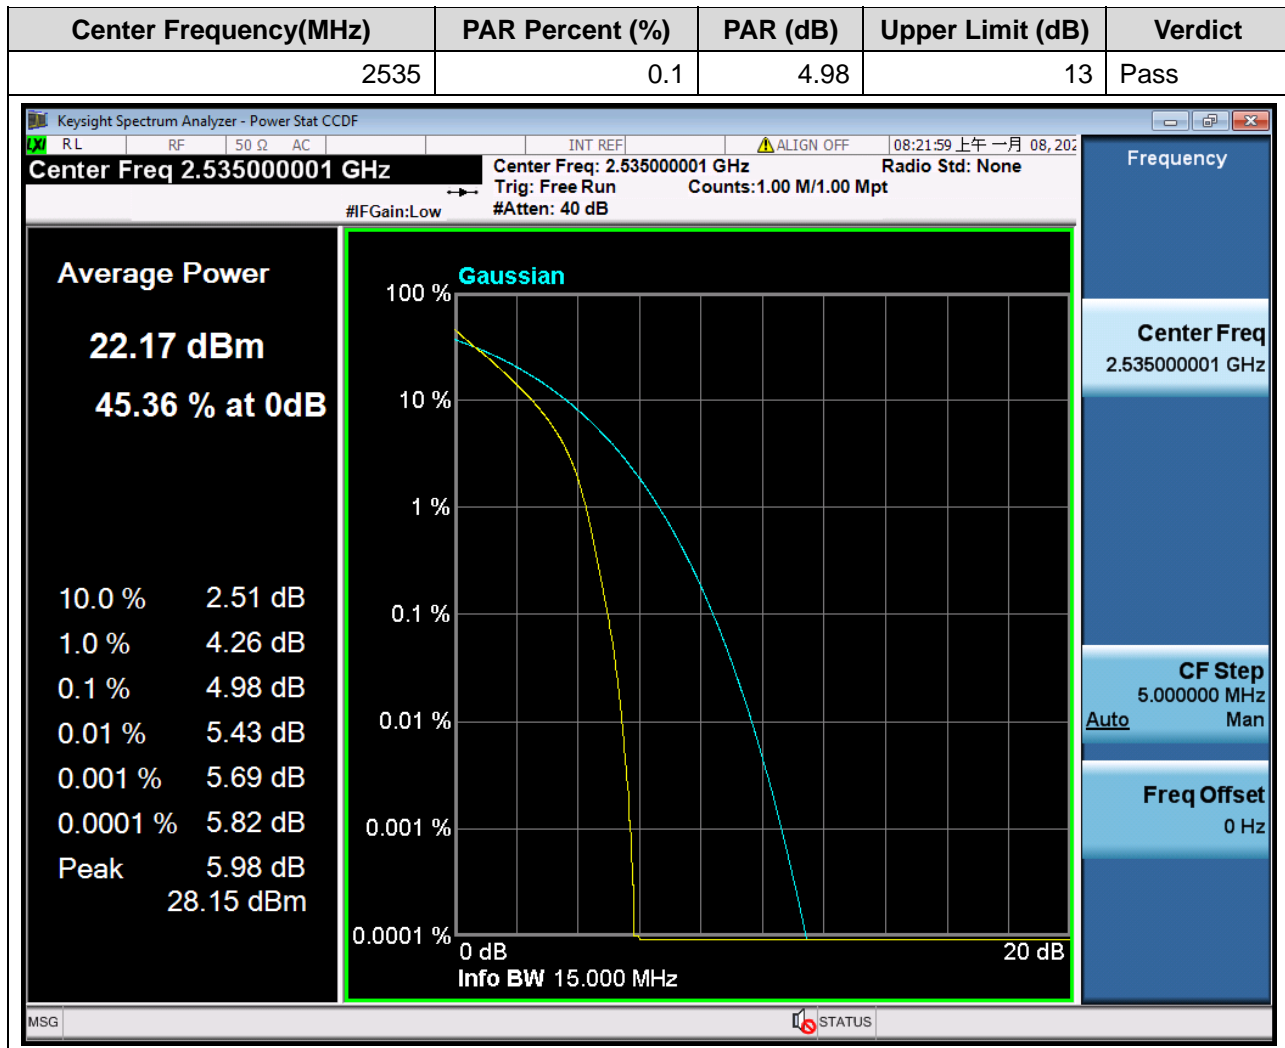 Center Frequency(MHz) PAR Percent (%) PAR (dB) Upper Limit (dB) Verdict
2535 0.1 4.98 13 Pass
Keysight Spectrum Analyzer - Power Stat CCDF
LXI RL RF 50 Ω AC INT REF ALIGN OFF 08:21:59 上午 一月 08, 202
Center Freq 2.535000001 GHz
Center Freq: 2.535000001 GHz Radio Std: None
Trig: Free Run Counts:1.00 M/1.00 Mpt
#IFGain:Low #Atten: 40 dB
Frequency
Average Power
22.17 dBm
45.36 % at 0dB
10.0 % 2.51 dB
1.0 % 4.26 dB
0.1 % 4.98 dB
0.01 % 5.43 dB
0.001 % 5.69 dB
0.0001 % 5.82 dB
Peak 5.98 dB
28.15 dBm
Gaussian
100 %
10 %
1 %
0.1 %
0.01 %
0.001 %
0.0001 %
0 dB 20 dB
Info BW 15.000 MHz
Center Freq
2.535000001 GHz
CF Step
5.000000 MHz
Auto Man
Freq Offset
0 Hz
MSG STATUS